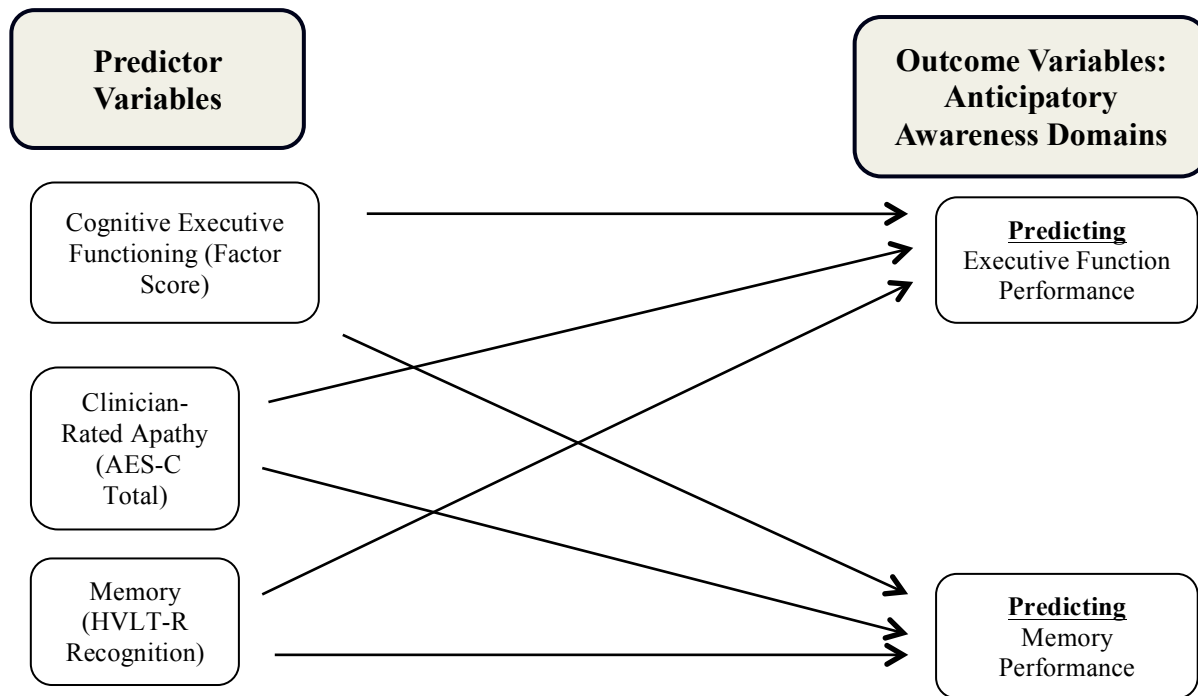 Predictor
Variables
Outcome Variables:
Anticipatory
Awareness Domains
Cognitive Executive
Functioning (Factor
Score)
Predicting
Executive Function
Performance
Clinician-
Rated Apathy
(AES-C
Total)
Memory
(HVLT-R
Recognition)
Predicting
Memory
Performance